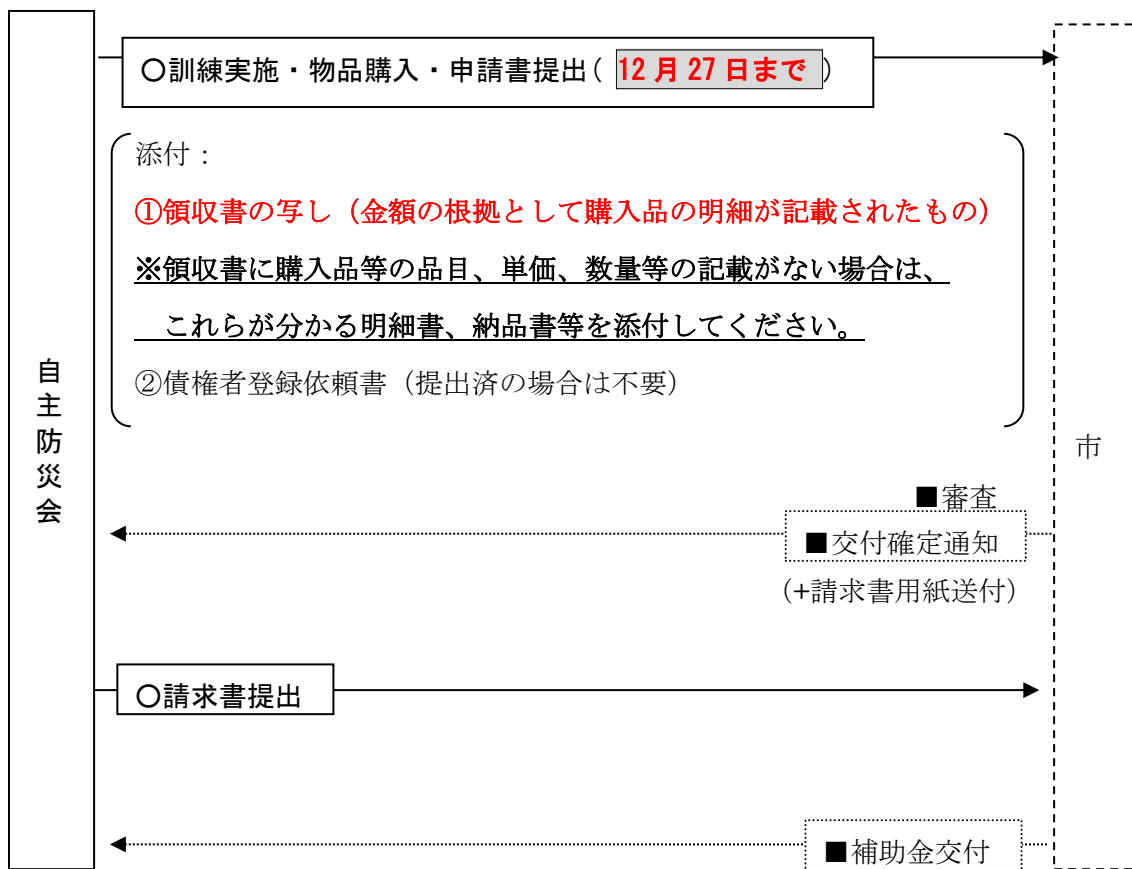 ○訓練実施・物品購入・申請書提出( 12 月 27 日まで )
添付：
①領収書の写し（金額の根拠として購入品の明細が記載されたもの）
※領収書に購入品等の品目、単価、数量等の記載がない場合は、
これらが分かる明細書、納品書等を添付してください。
②債権者登録依頼書（提出済の場合は不要）
自主防災会
市
■審査
■交付確定通知
（+請求書用紙送付）
○請求書提出
■補助金交付